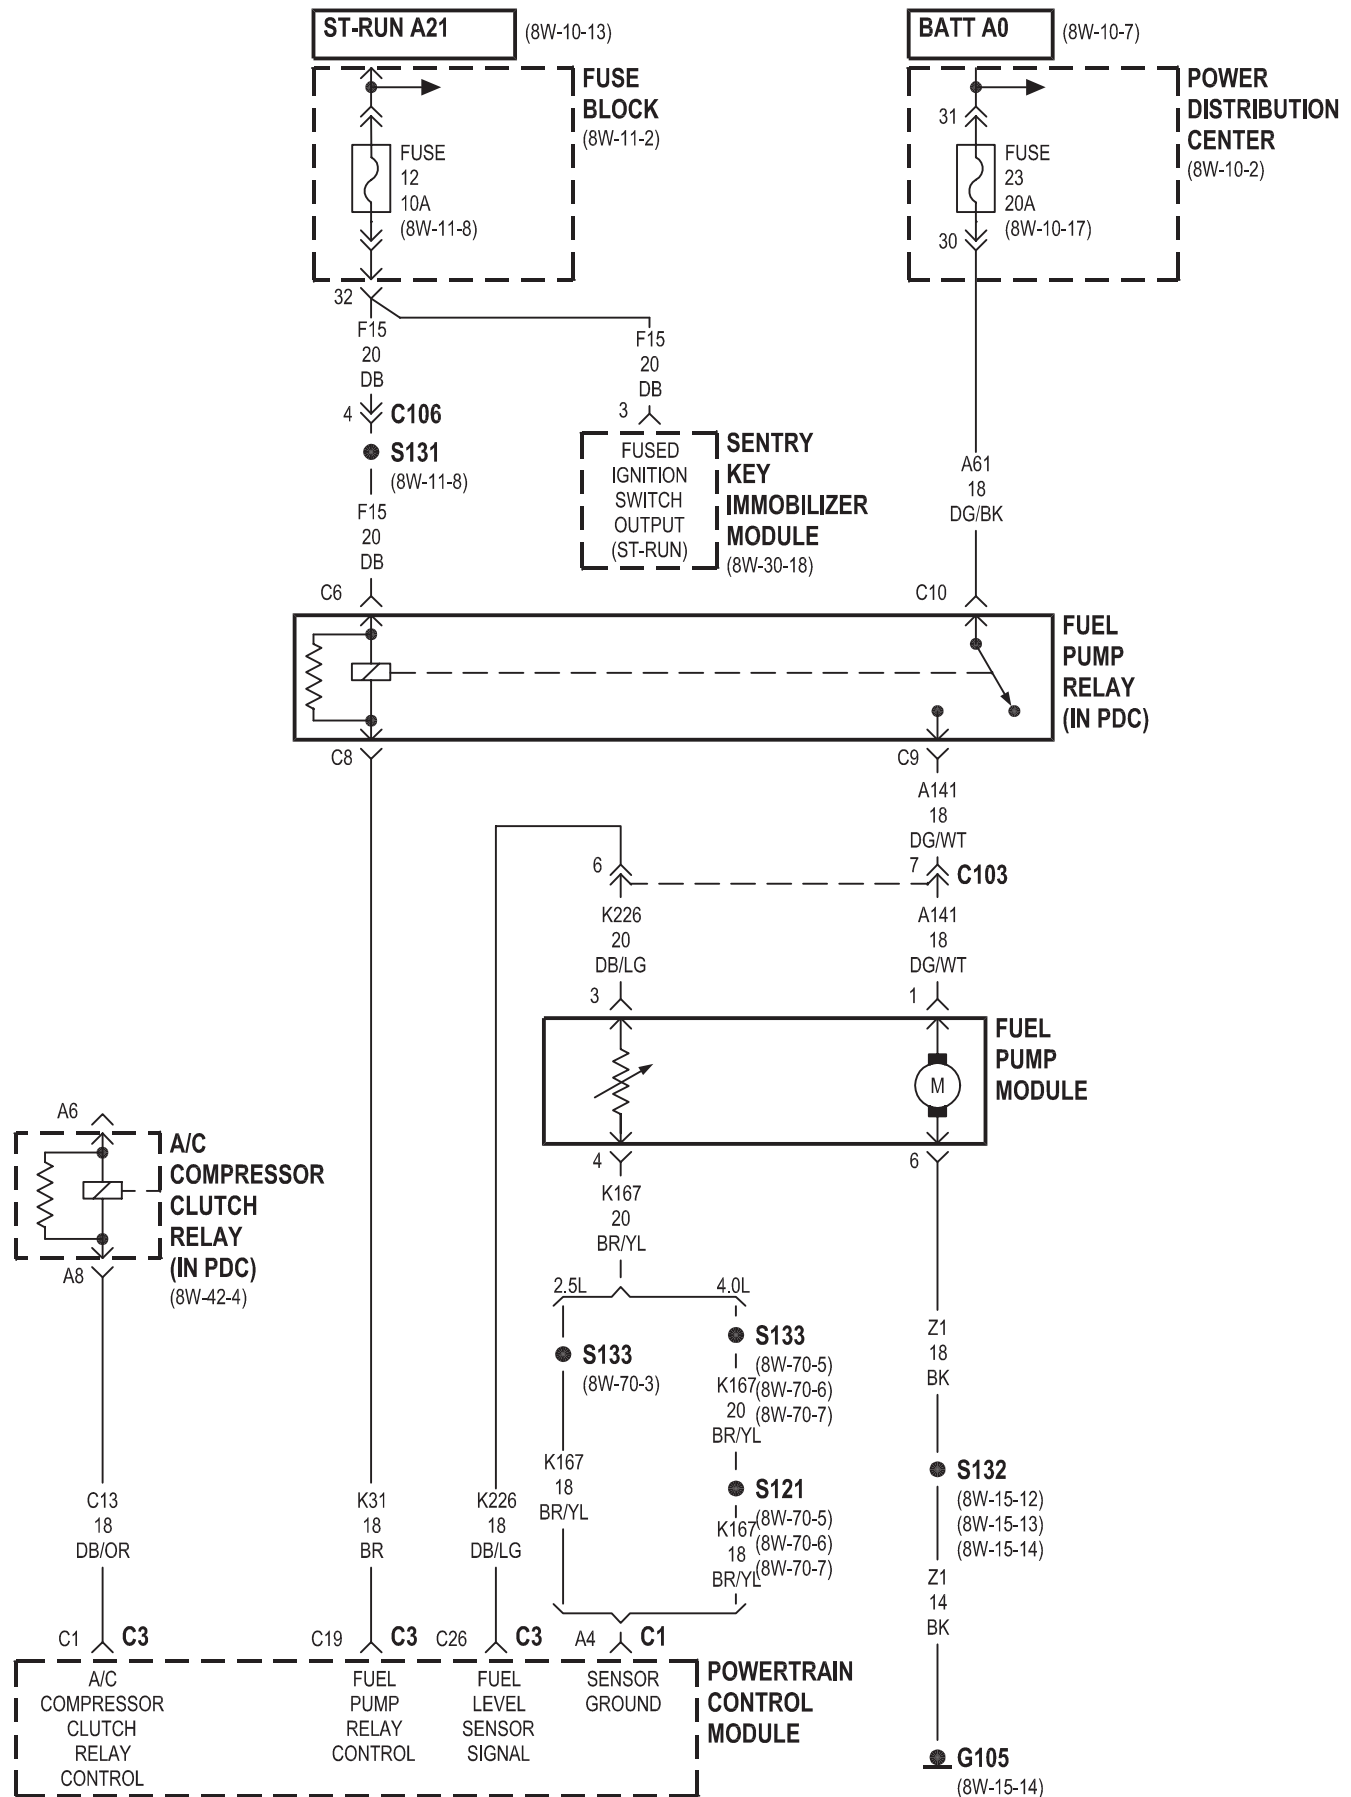 ST-RUN A21
(8W-10-13)
BATT A0
(8W-10-7)
FUSE
BLOCK
(8W-11-2)
FUSE
12
10A
(8W-11-8)
POWER
DISTRIBUTION
CENTER
(8W-10-2)
31
FUSE
23
20A
(8W-10-17)
30
32
F15
20
DB
F15
20
DB
4
C106
S131
(8W-11-8)
F15
20
DB
3
FUSED
IGNITION
SWITCH
OUTPUT
(ST-RUN)
SENTRY
KEY
IMMOBILIZER
MODULE
(8W-30-18)
A61
18
DG/BK
C6
C10
FUEL
PUMP
RELAY
(IN PDC)
C8
C9
A141
18
DG/WT
6
7
C103
K226
20
DB/LG
A141
18
DG/WT
3
1
FUEL
PUMP
MODULE
M
A6
A/C
COMPRESSOR
CLUTCH
RELAY
(IN PDC)
(8W-42-4)
A8
4
6
K167
20
BR/YL
2.5L
4.0L
S133
(8W-70-3)
S133
(8W-70-5)
(8W-70-6)
(8W-70-7)
K167
20
BR/YL
Z1
18
BK
K167
18
BR/YL
S121
(8W-70-5)
(8W-70-6)
(8W-70-7)
K167
18
BR/YL
S132
(8W-15-12)
(8W-15-13)
(8W-15-14)
Z1
14
BK
C13
18
DB/OR
K31
18
BR
K226
18
DB/LG
C1
C3
C19
C3
C26
C3
A4
C1
A/C
COMPRESSOR
CLUTCH
RELAY
CONTROL
FUEL
PUMP
RELAY
CONTROL
FUEL
LEVEL
SENSOR
SIGNAL
SENSOR
GROUND
POWERTRAIN
CONTROL
MODULE
G105
(8W-15-14)